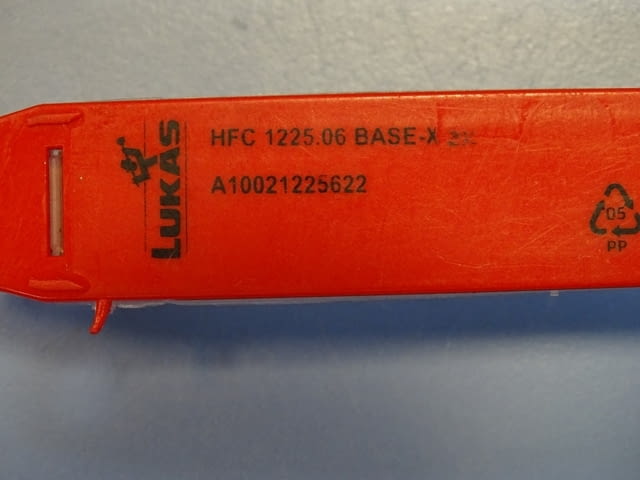 LUKAS
HFC 1225.06 BASE-X
A10021225622
05
PP